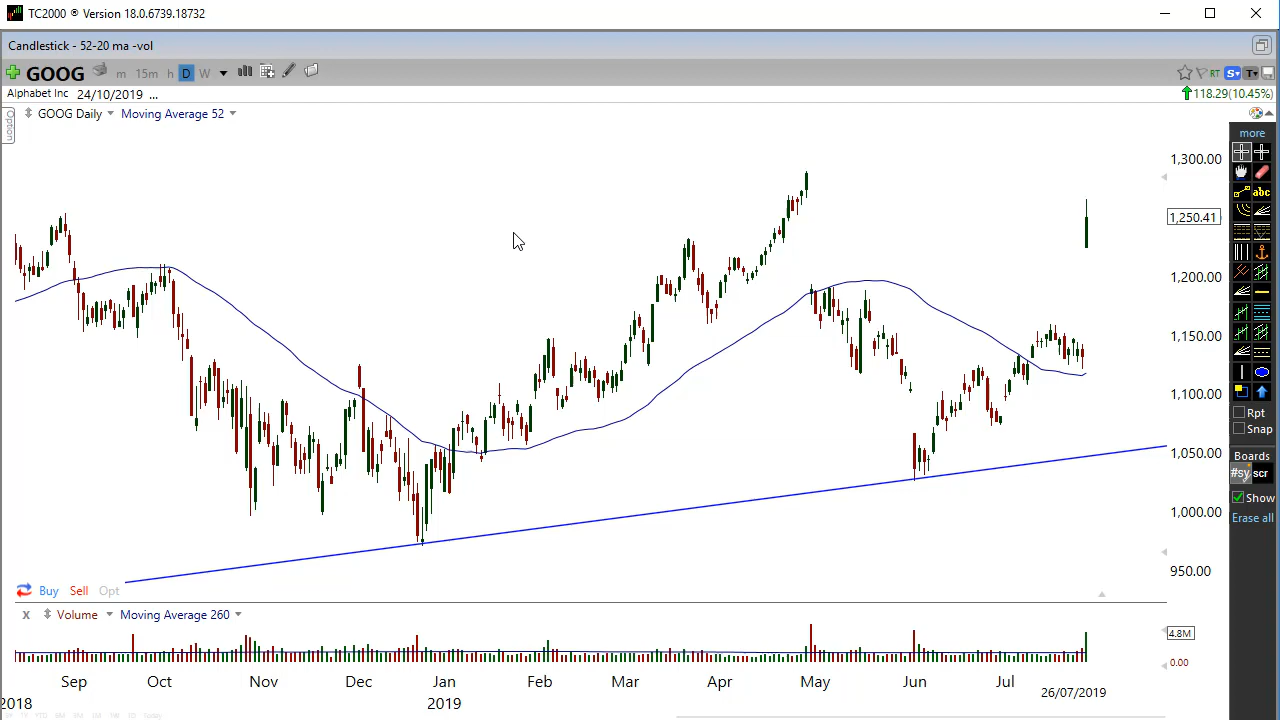 TC2000 ® Version 18.0.6739.18732
Candlestick - 52-20 ma -vol
GOOG m 15m h D W RT S T
Alphabet Inc 24/10/2019 ... 118.29(10.45%)
Option
GOOG Daily Moving Average 52
more
abc
1,300.00
1,250.41
1,200.00
1,150.00
1,100.00
1,050.00
1,000.00
950.00
Rpt
Snap
Boards
#sy scr
Show
Erase all
Buy Sell Opt
X Volume Moving Average 260
4.8M
0.00
Sep Oct Nov Dec Jan Feb Mar Apr May Jun Jul 26/07/2019
2018 2019